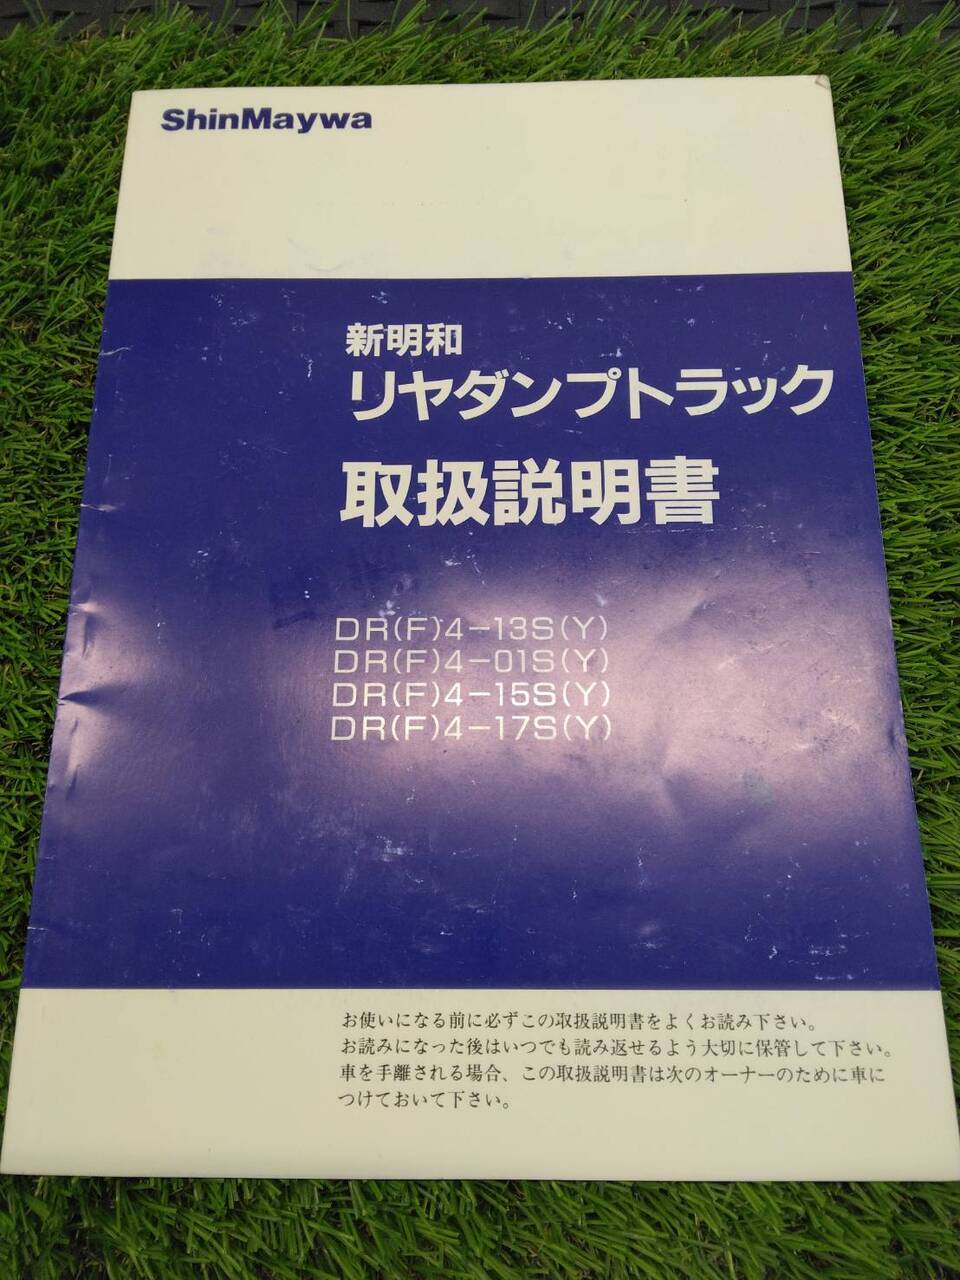 ShinMaywa
新明和
リヤダンプトラック
取扱説明書
DR(F)4-13S(Y)
DR(F)4-01S(Y)
DR(F)4-15S(Y)
DR(F)4-17S(Y)
お使いになる前に必ずこの取扱説明書をよくお読み下さい。
お読みになった後はいつでも読み返せるよう大切に保管して下さい。
車を手離される場合、この取扱説明書は次のオーナーのために車に
つけておいて下さい。